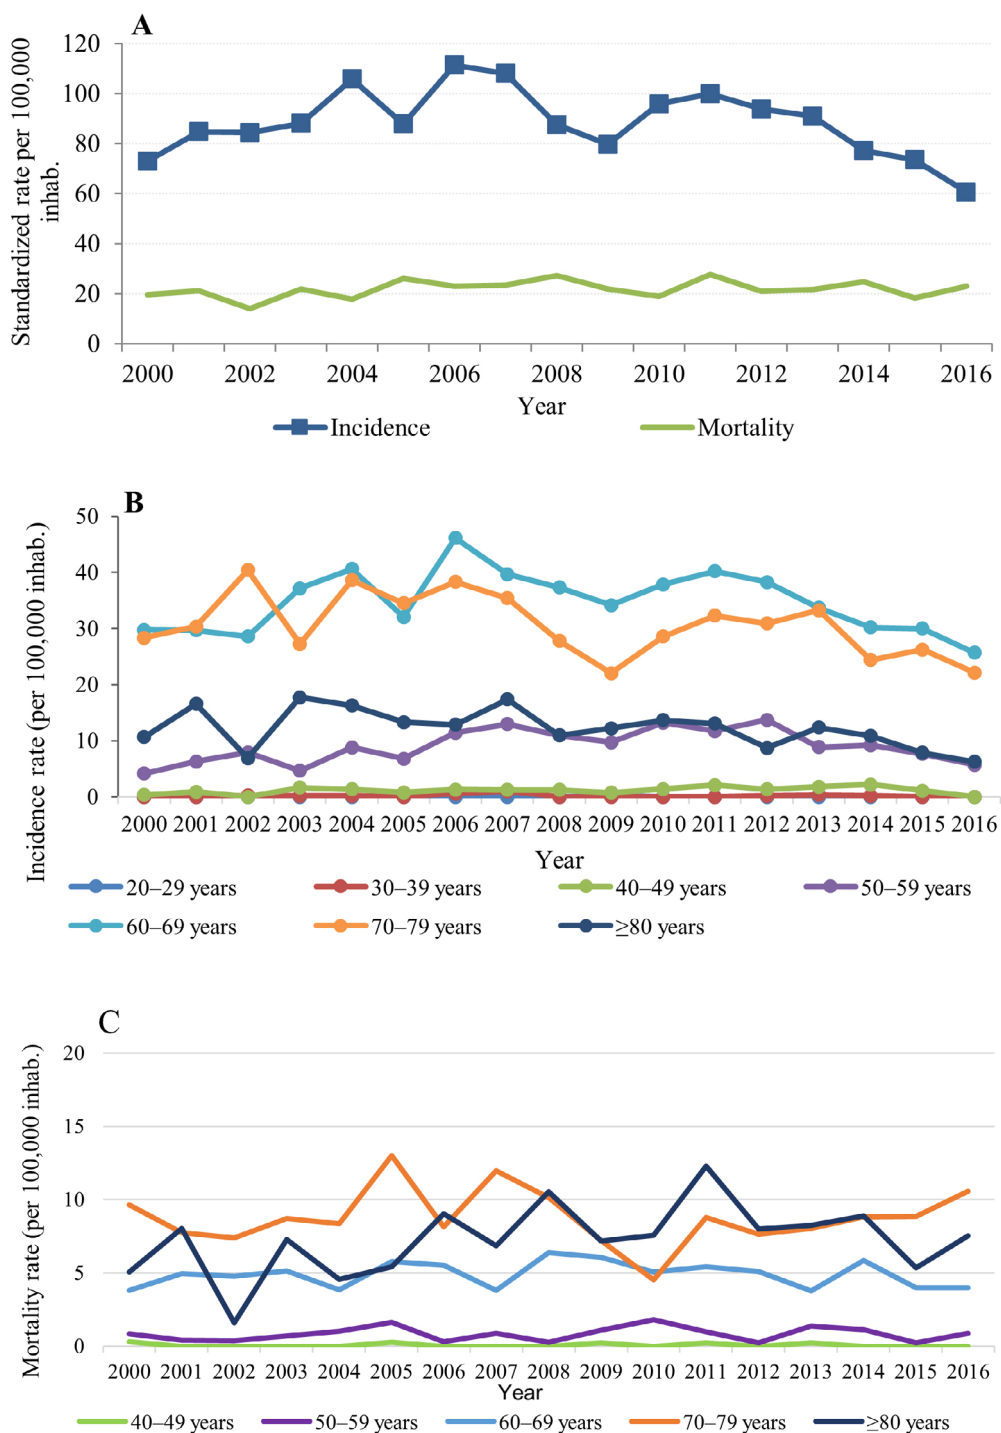 A
Standardized rate per 100,000
inhab.
120
100
80
60
40
20
0
2000 2002 2004 2006 2008 2010 2012 2014 2016
Year
Incidence Mortality
B
Incidence rate (per 100,000 inhab.)
50
40
30
20
10
0
2000 2001 2002 2003 2004 2005 2006 2007 2008 2009 2010 2011 2012 2013 2014 2015 2016
Year
20–29 years 30–39 years 40–49 years 50–59 years
60–69 years 70–79 years ≥80 years
C
Mortality rate (per 100,000 inhab.)
20
15
10
5
0
2000 2001 2002 2003 2004 2005 2006 2007 2008 2009 2010 2011 2012 2013 2014 2015 2016
Year
40–49 years 50–59 years 60–69 years 70–79 years ≥80 years